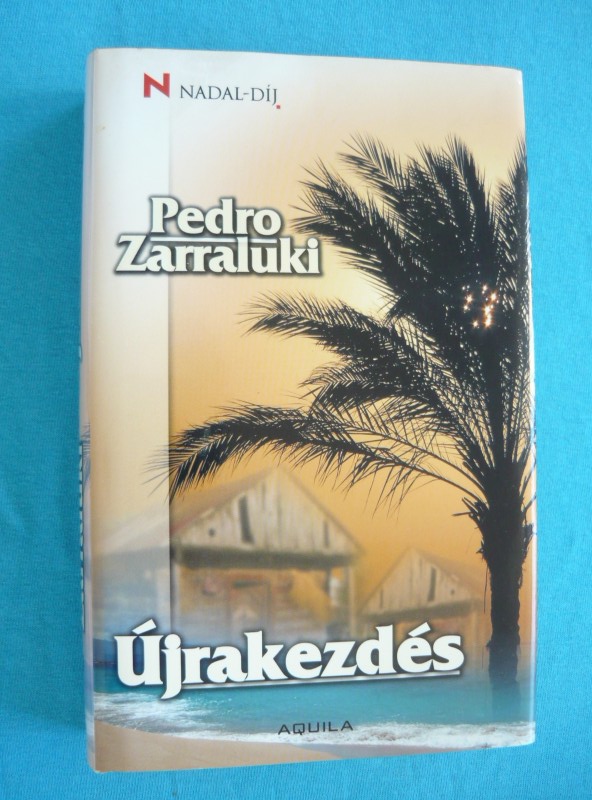 N NADAL-DÍJ.
Pedro
Zarraluki
Újrakezdés
AQUILA